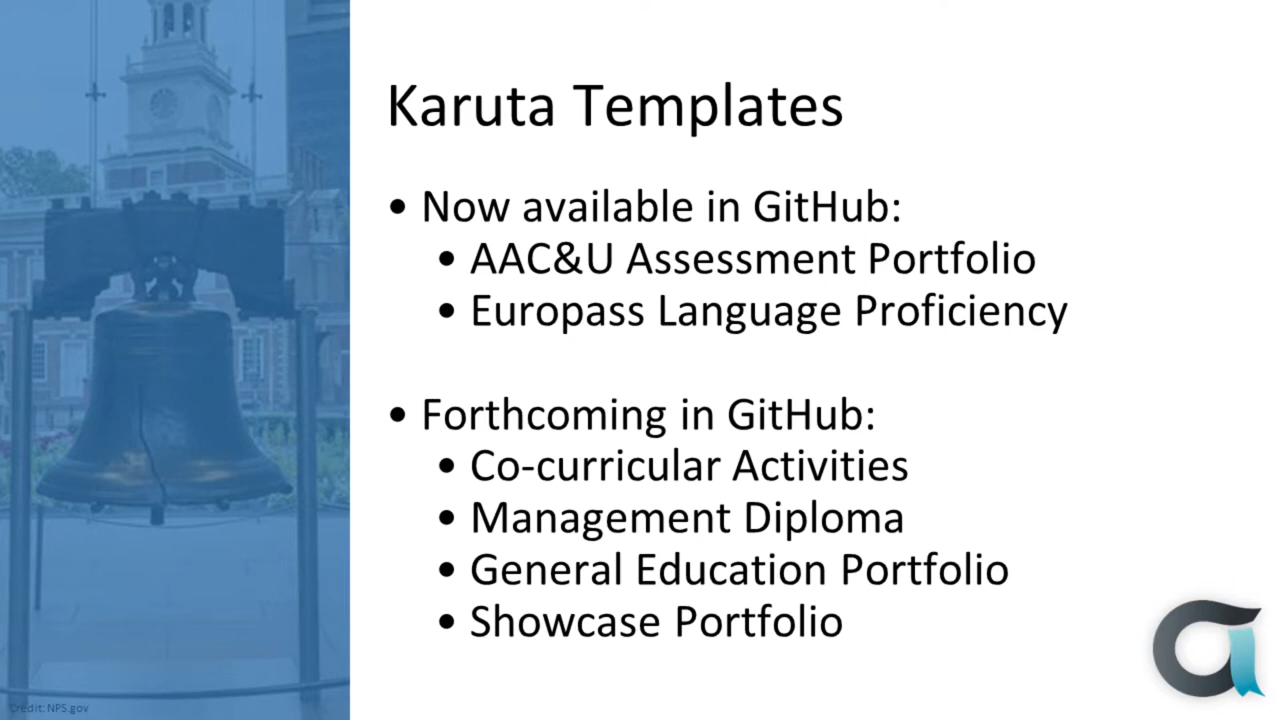 Karuta Templates
• Now available in GitHub:
• AAC&U Assessment Portfolio
• Europass Language Proficiency
• Forthcoming in GitHub:
• Co-curricular Activities
• Management Diploma
• General Education Portfolio
• Showcase Portfolio
Credit: NPS.gov